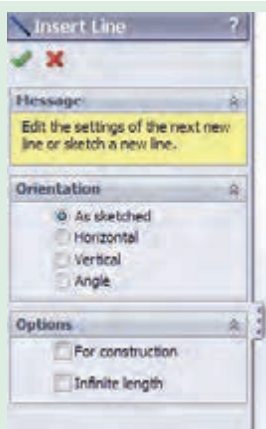 Insert Line ?
Message
Edit the settings of the next new
line or sketch a new line.
Orientation
As sketched
Horizontal
Vertical
Angle
Options
For construction
Infinite length